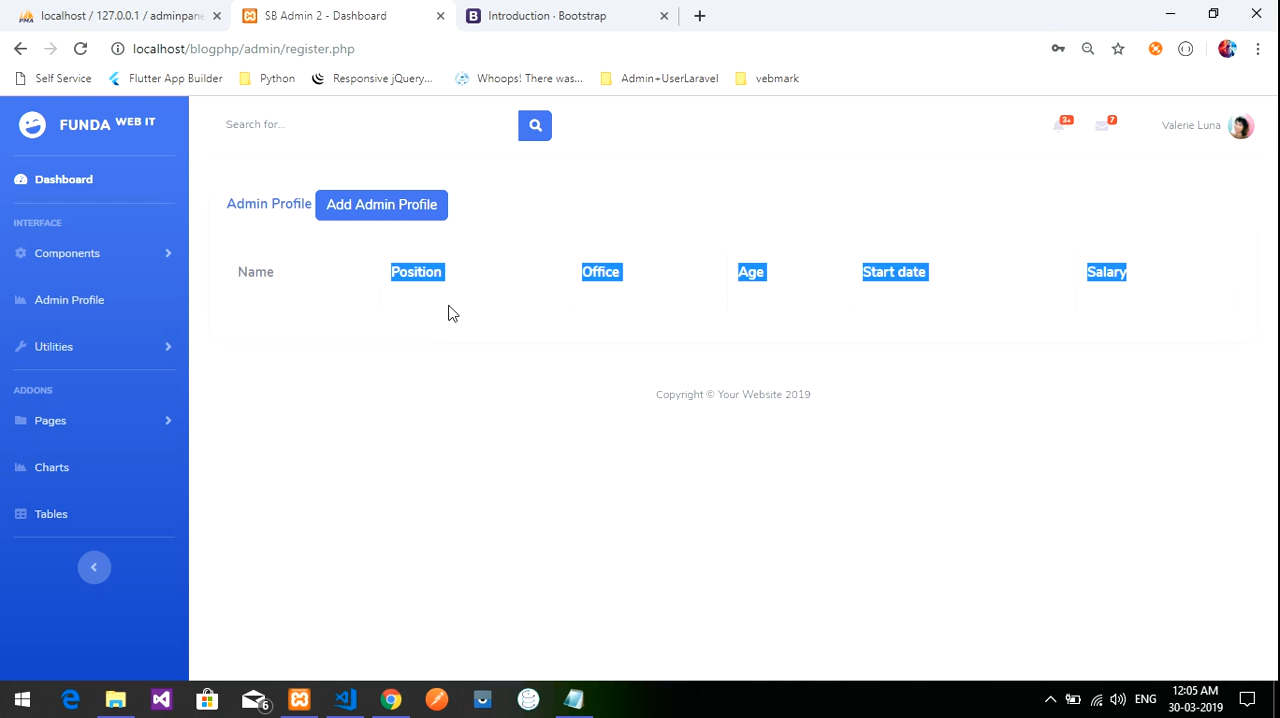 localhost / 127.0.0.1 / adminpane
SB Admin 2 - Dashboard
Introduction · Bootstrap
localhost/blogphp/admin/register.php
Self Service
Flutter App Builder
Python
Responsive jQuery...
Whoops! There was...
Admin+UserLaravel
vebmark
FUNDA WEB IT
Search for...
3+
7
Valerie Luna
Dashboard
INTERFACE
Components
Admin Profile
Utilities
ADDONS
Pages
Charts
Tables
Admin Profile
Add Admin Profile
Name
Position
Office
Age
Start date
Salary
Copyright © Your Website 2019
6
ENG
12:05 AM
30-03-2019